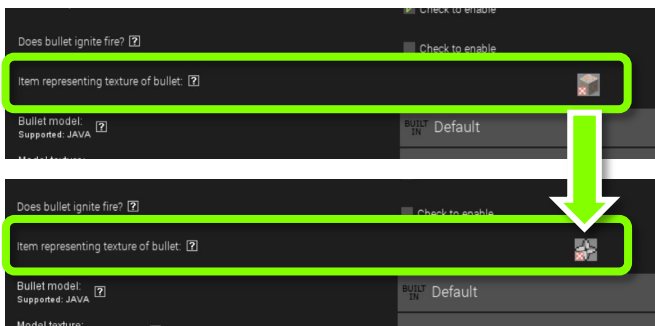 Check to enable
Does bullet ignite fire? [?]
Check to enable
Item representing texture of bullet: [?]
Bullet model: [?]
Supported: JAVA
BUILT IN Default
Model texture:
Does bullet ignite fire? [?]
Check to enable
Item representing texture of bullet: [?]
Bullet model: [?]
Supported: JAVA
BUILT IN Default
Model texture: